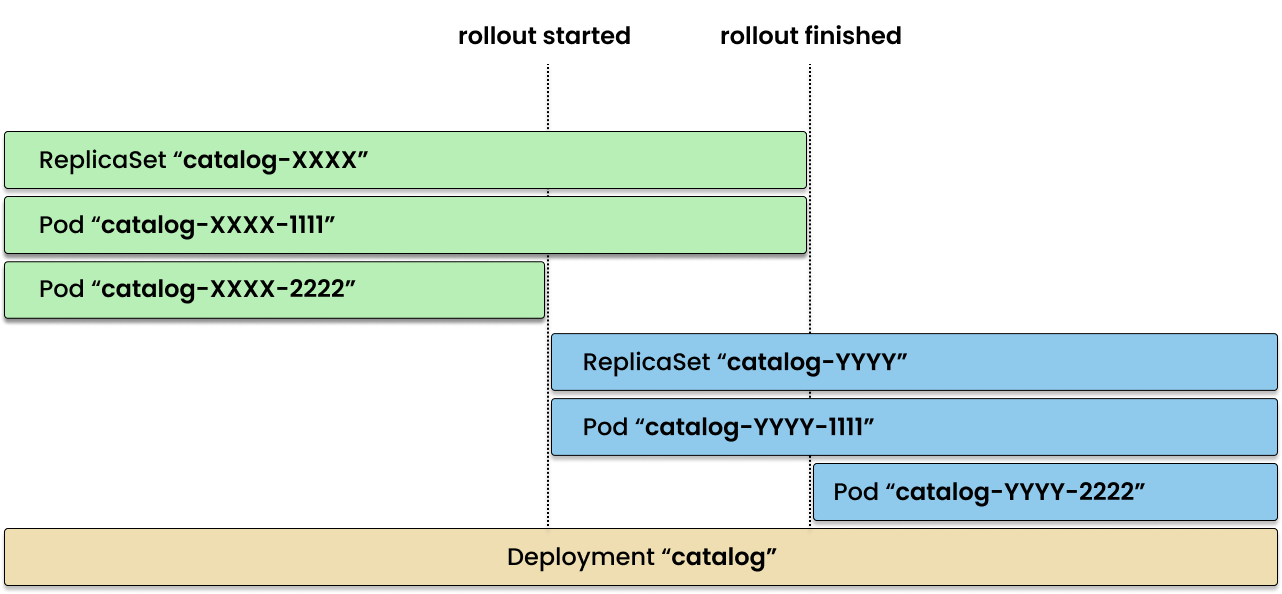 rollout started
rollout finished
ReplicaSet “catalog-XXXX”
Pod “catalog-XXXX-1111”
Pod “catalog-XXXX-2222”
ReplicaSet “catalog-YYYY”
Pod “catalog-YYYY-1111”
Pod “catalog-YYYY-2222”
Deployment “catalog”